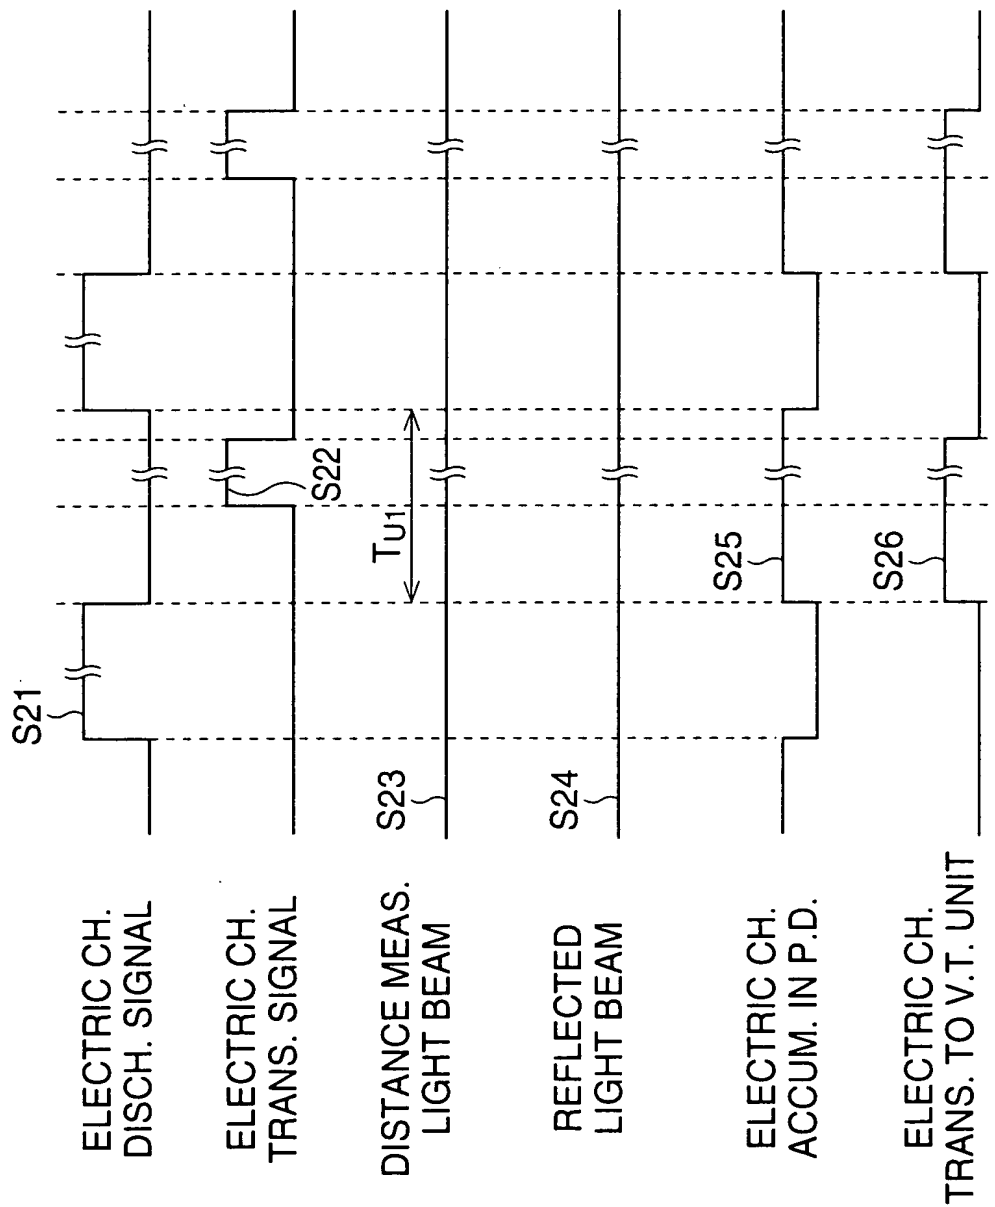 S21
ELECTRIC CH.
DISCH. SIGNAL
S22
ELECTRIC CH.
TRANS. SIGNAL
TU1
S23
DISTANCE MEAS.
LIGHT BEAM
S24
REFLECTED
LIGHT BEAM
S25
ELECTRIC CH.
ACCUM. IN P.D.
S26
ELECTRIC CH.
TRANS. TO V.T. UNIT